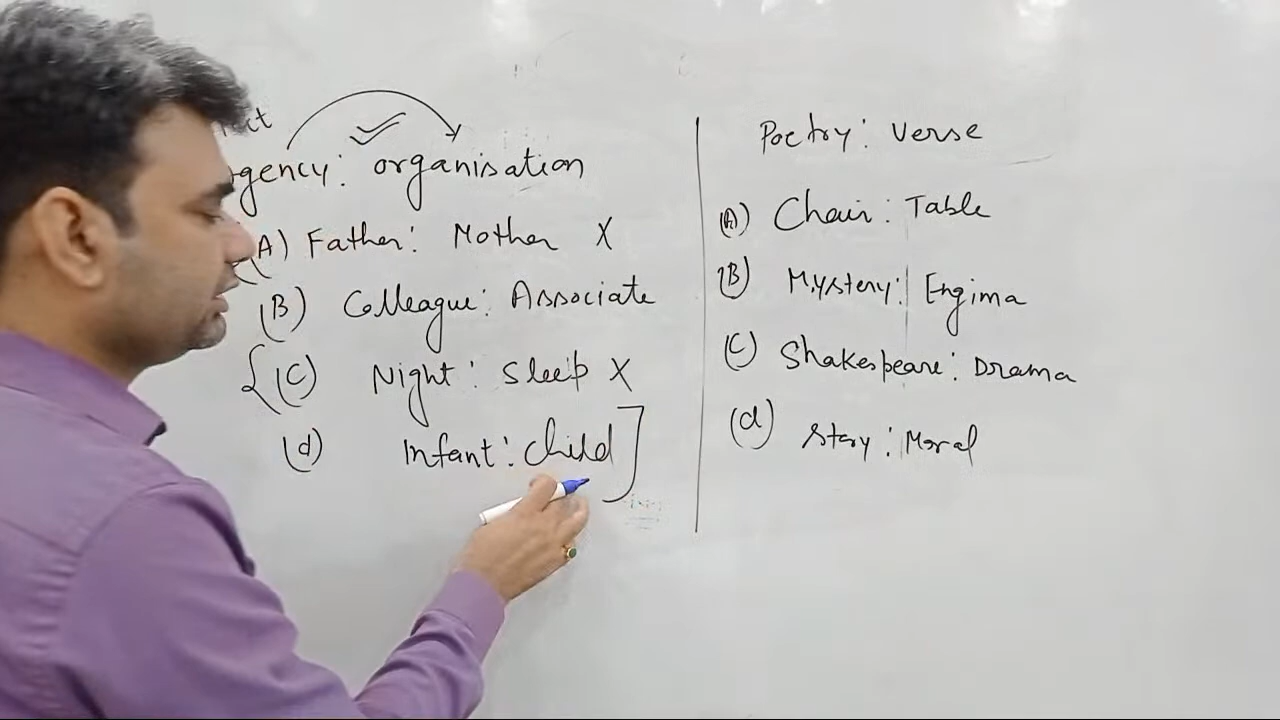 gency: organisation
(A) Father: Mother X
(B) Colleague: Associate
{(C) Night: Sleep X
(d) Infant: child]
Poetry: Verse
(A) Chair: Table
(B) Mystery: Engima
(C) Shakespeare: Drama
(d) Story: Moral